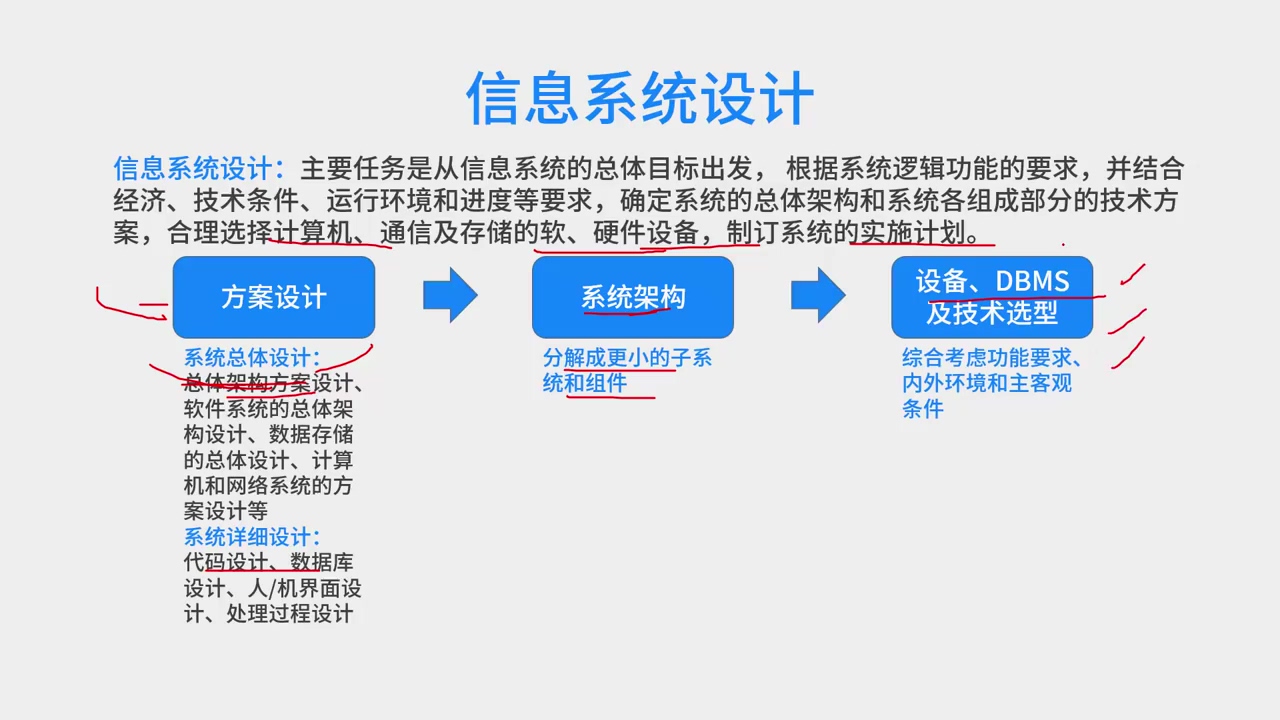 信息系统设计
信息系统设计：主要任务是从信息系统的总体目标出发， 根据系统逻辑功能的要求，并结合
经济、技术条件、运行环境和进度等要求，确定系统的总体架构和系统各组成部分的技术方
案，合理选择计算机、通信及存储的软、硬件设备，制订系统的实施计划。
方案设计
系统总体设计：
总体架构方案设计、
软件系统的总体架
构设计、数据存储
的总体设计、计算
机和网络系统的方
案设计等
系统详细设计：
代码设计、数据库
设计、人/机界面设
计、处理过程设计
系统架构
分解成更小的子系
统和组件
设备、DBMS
及技术选型
综合考虑功能要求、
内外环境和主客观
条件